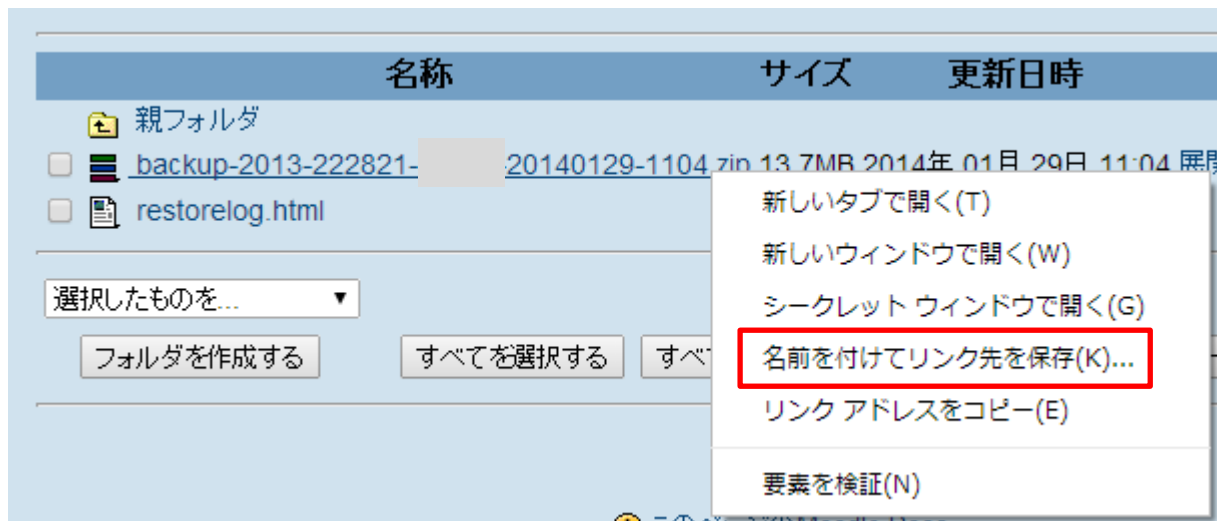 名称 サイズ 更新日時
親フォルダ
backup-2013-222821- -20140129-1104.zip 13.7MB 2014年 01月 29日 11:04 展開
restorelog.html
新しいタブで開く(T)
新しいウィンドウで開く(W)
選択したものを...
シークレット ウィンドウで開く(G)
フォルダを作成する すべてを選択する すべて
名前を付けてリンク先を保存(K)...
リンク アドレスをコピー(E)
要素を検証(N)